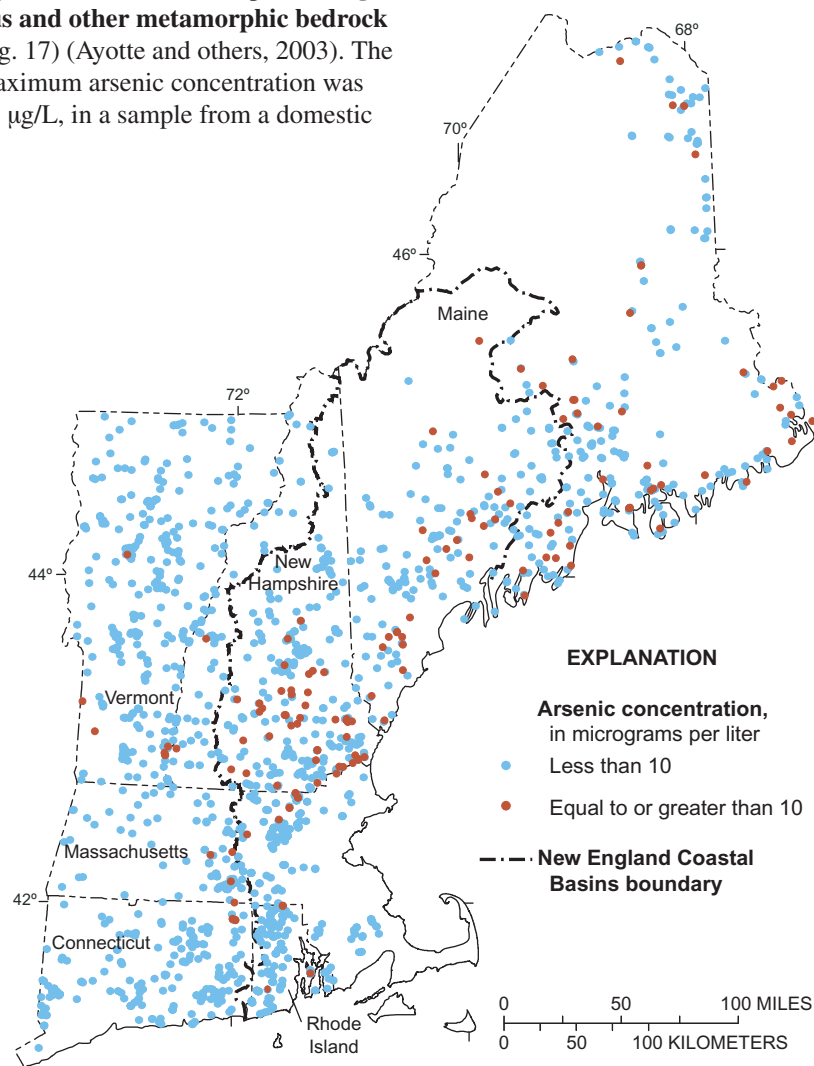 us and other metamorphic bedrock
g. 17) (Ayotte and others, 2003). The
aximum arsenic concentration was
μg/L, in a sample from a domestic
68º
70º
46º
Maine
72º
New
Hampshire
44º
Vermont
EXPLANATION
Arsenic concentration,
in micrograms per liter
Less than 10
Equal to or greater than 10
New England Coastal
Basins boundary
Massachusetts
42º
Connecticut
Rhode
Island
0 50 100 MILES
0 50 100 KILOMETERS